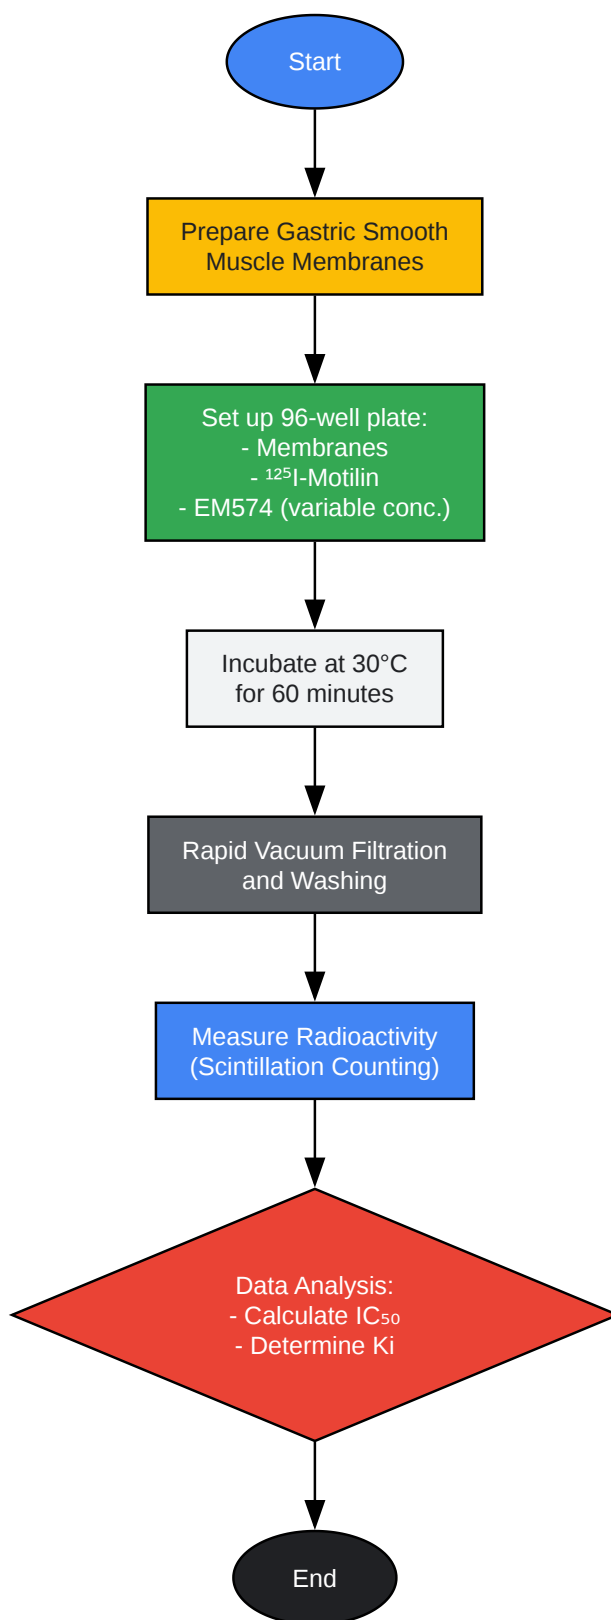 Start
Prepare Gastric Smooth
Muscle Membranes
Set up 96-well plate:
- Membranes
- ¹²⁵I-Motilin
- EM574 (variable conc.)
Incubate at 30°C
for 60 minutes
Rapid Vacuum Filtration
and Washing
Measure Radioactivity
(Scintillation Counting)
Data Analysis:
- Calculate IC₅₀
- Determine Ki
End